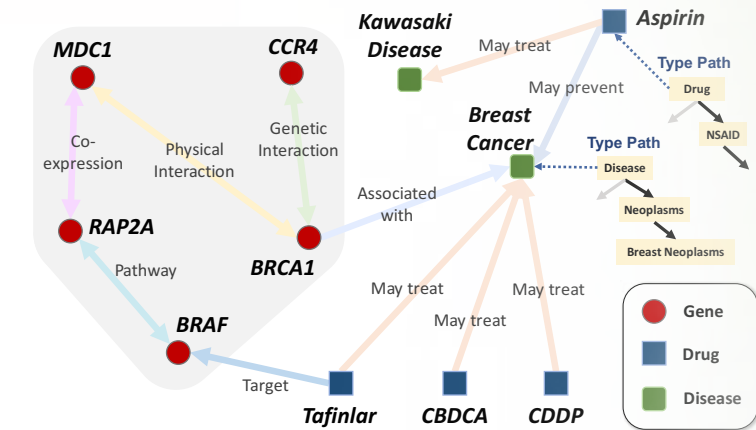 MDC1
CCR4
Kawasaki
Disease
Aspirin
May treat
Type Path
Drug
NSAID
May prevent
Breast
Cancer
Type Path
Disease
Neoplasms
Breast Neoplasms
Co-
expression
Physical
Interaction
Genetic
Interaction
Associated
with
RAP2A
BRCA1
Pathway
BRAF
May treat
May treat
May treat
Target
Tafinlar
CBDCA
CDDP
Gene
Drug
Disease